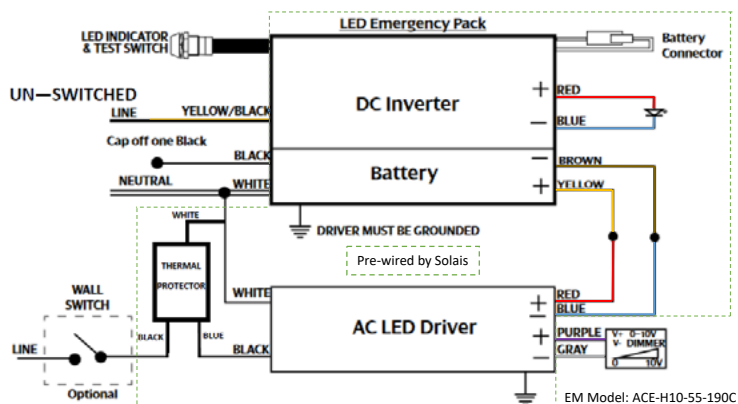 LED Emergency Pack
LED INDICATOR
& TEST SWITCH
Battery
Connector
UN—SWITCHED
LINE
YELLOW/BLACK
DC Inverter
+
RED
−
BLUE
Cap off one Black
BLACK
Battery
−
BROWN
NEUTRAL
WHITE
+
YELLOW
WHITE
DRIVER MUST BE GROUNDED
THERMAL
PROTECTOR
Pre-wired by Solais
WALL
SWITCH
WHITE
AC LED Driver
+
RED
−
BLUE
+
PURPLE
−
GRAY
V+ 0-10V
V- DIMMER
0 10V
LINE
BLACK
BLUE
BLACK
Optional
EM Model: ACE-H10-55-190C